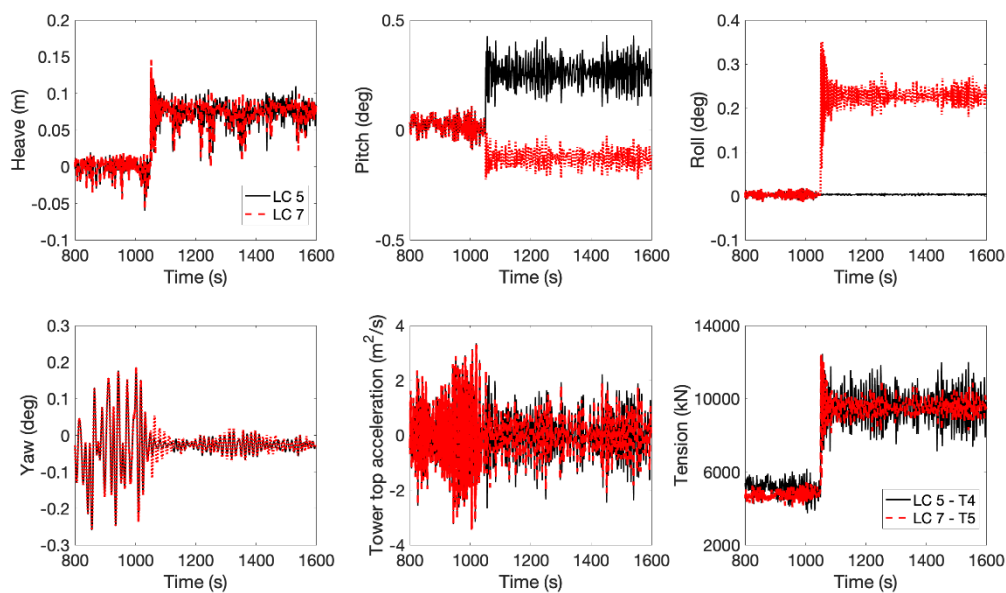 Heave (m)
0.2
0.15
0.1
0.05
0
-0.05
-0.1
800 1000 1200 1400 1600
Time (s)
LC 5
LC 7
Pitch (deg)
0.5
0
-0.5
800 1000 1200 1400 1600
Time (s)
Roll (deg)
0.4
0.3
0.2
0.1
0
-0.1
800 1000 1200 1400 1600
Time (s)
Yaw (deg)
0.3
0.2
0.1
0
-0.1
-0.2
-0.3
800 1000 1200 1400 1600
Time (s)
Tower top accleration (m²/s)
4
2
0
-2
-4
800 1000 1200 1400 1600
Time (s)
Tension (kN)
14000
10000
6000
2000
800 1000 1200 1400 1600
Time (s)
LC 5 - T4
LC 7 - T5